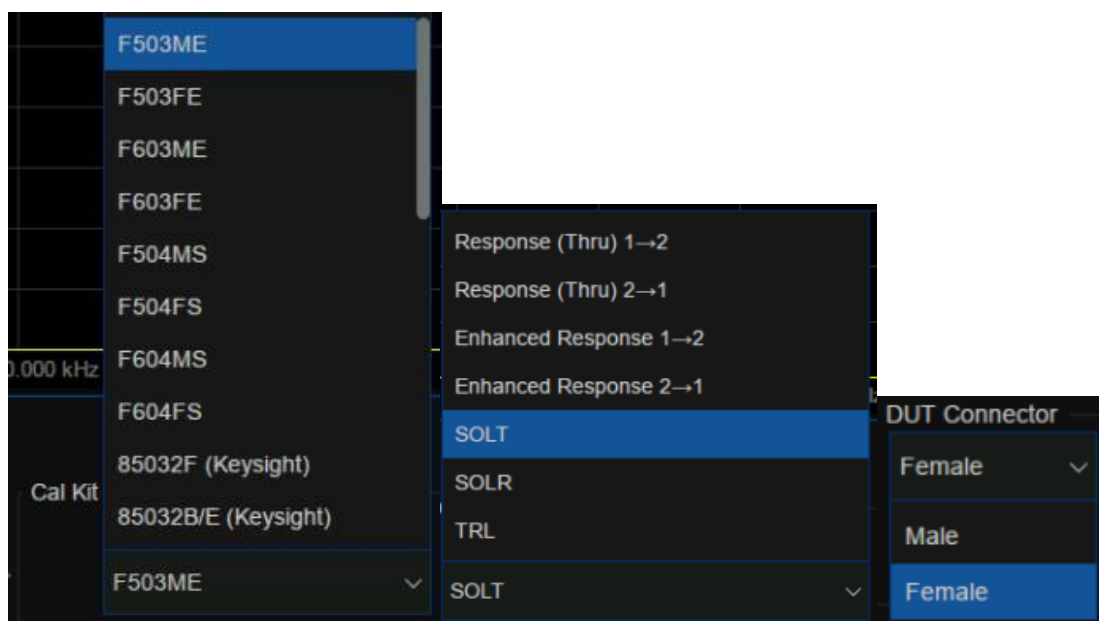 F503ME
F503FE
F603ME
F603FE
F504MS
F504FS
F604MS
F604FS
85032F (Keysight)
85032B/E (Keysight)
.000 kHz
Cal Kit
F503ME
Response (Thru) 1→2
Response (Thru) 2→1
Enhanced Response 1→2
Enhanced Response 2→1
SOLT
SOLR
TRL
SOLT
DUT Connector
Female
Male
Female